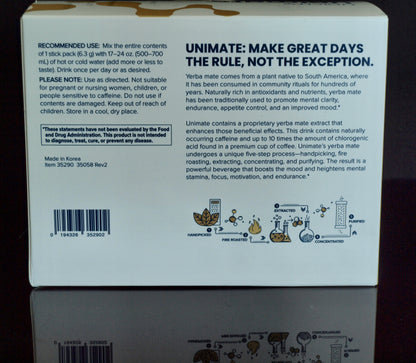 RECOMMENDED USE: Mix the entire contents
of 1 stick pack (6.3 g) with 17–24 oz. (500–700
mL) of hot or cold water (add more or less to
taste). Drink once per day or as desired.
PLEASE NOTE: Use as directed. Not suitable
for pregnant or nursing women, children, or
people sensitive to caffeine. Do not use if
contents are damaged. Keep out of reach of
children. Store in a cool, dry place.
*These statements have not been evaluated by the Food
and Drug Administration. This product is not intended
to diagnose, treat, cure, or prevent any disease.
Made in Korea
Item 35290 35058-Rev2
0 194326 352902
UNIMATE: MAKE GREAT DAYS
THE RULE, NOT THE EXCEPTION.
Yerba mate comes from a plant native to South America, where
it has been consumed in community rituals for hundreds of
years. Naturally rich in antioxidants and nutrients, yerba mate
has been traditionally used to promote mental clarity,
endurance, appetite control, and an improved mood.*
Unimate contains a proprietary yerba mate extract that
enhances those beneficial effects. This drink contains naturally
occurring caffeine and up to 10 times the amount of chlorogenic
acid found in a premium cup of coffee. Unimate's yerba mate
undergoes a unique five-step process—handpicking, fire
roasting, extracting, concentrating, and purifying. The result is a
powerful beverage that boosts the mood and heightens mental
stamina, focus, motivation, and endurance.*
HANDPICKED
FIRE ROASTED
EXTRACTED
CONCENTRATED
PURIFIED